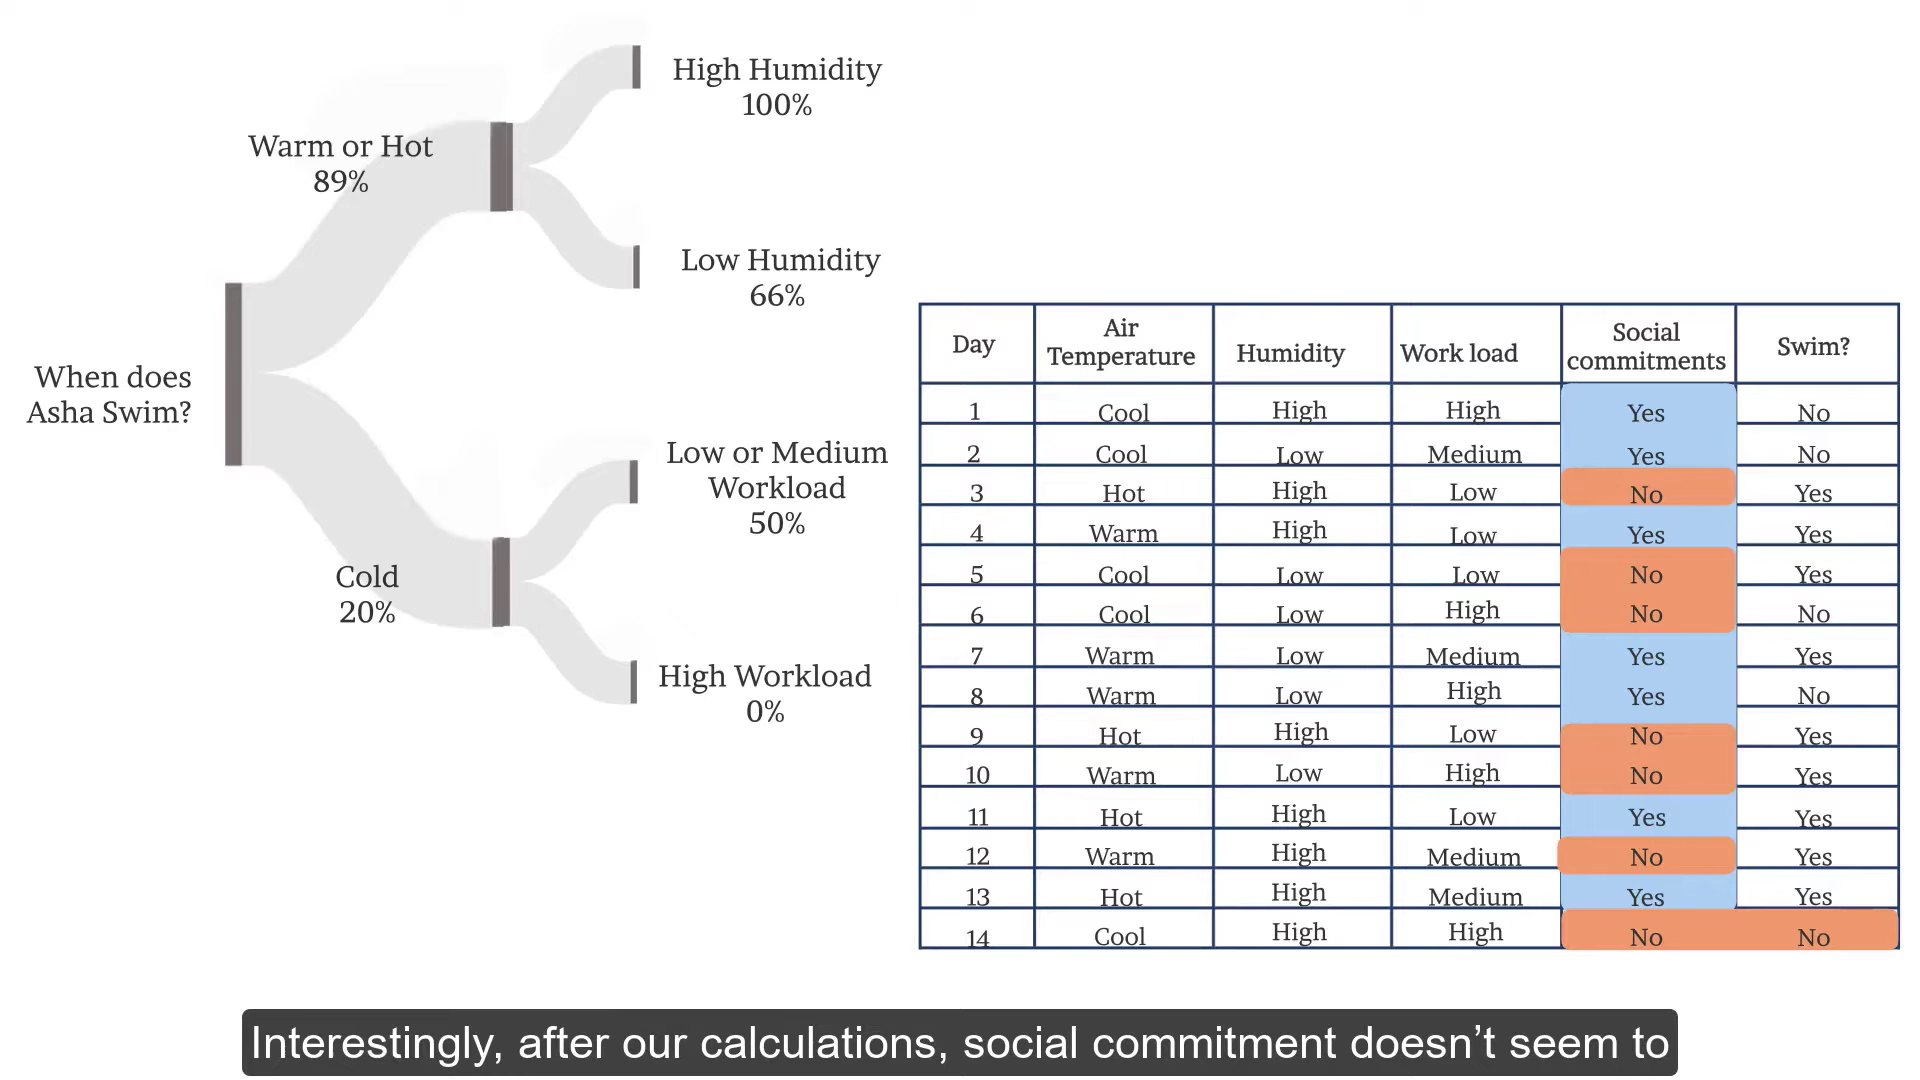 High Humidity
100%
Warm or Hot
89%
Low Humidity
66%
When does
Asha Swim?
Low or Medium
Workload
50%
Cold
20%
High Workload
0%
Day Air Temperature Humidity Work load Social commitments Swim?
1 Cool High High Yes No
2 Cool Low Medium Yes No
3 Hot High Low No Yes
4 Warm High Low Yes Yes
5 Cool Low Low No Yes
6 Cool Low High No No
7 Warm Low Medium Yes Yes
8 Warm Low High Yes No
9 Hot High Low No Yes
10 Warm Low High No Yes
11 Hot High Low Yes Yes
12 Warm High Medium No Yes
13 Hot High Medium Yes Yes
14 Cool High High No No
Interestingly, after our calculations, social commitment doesn’t seem to